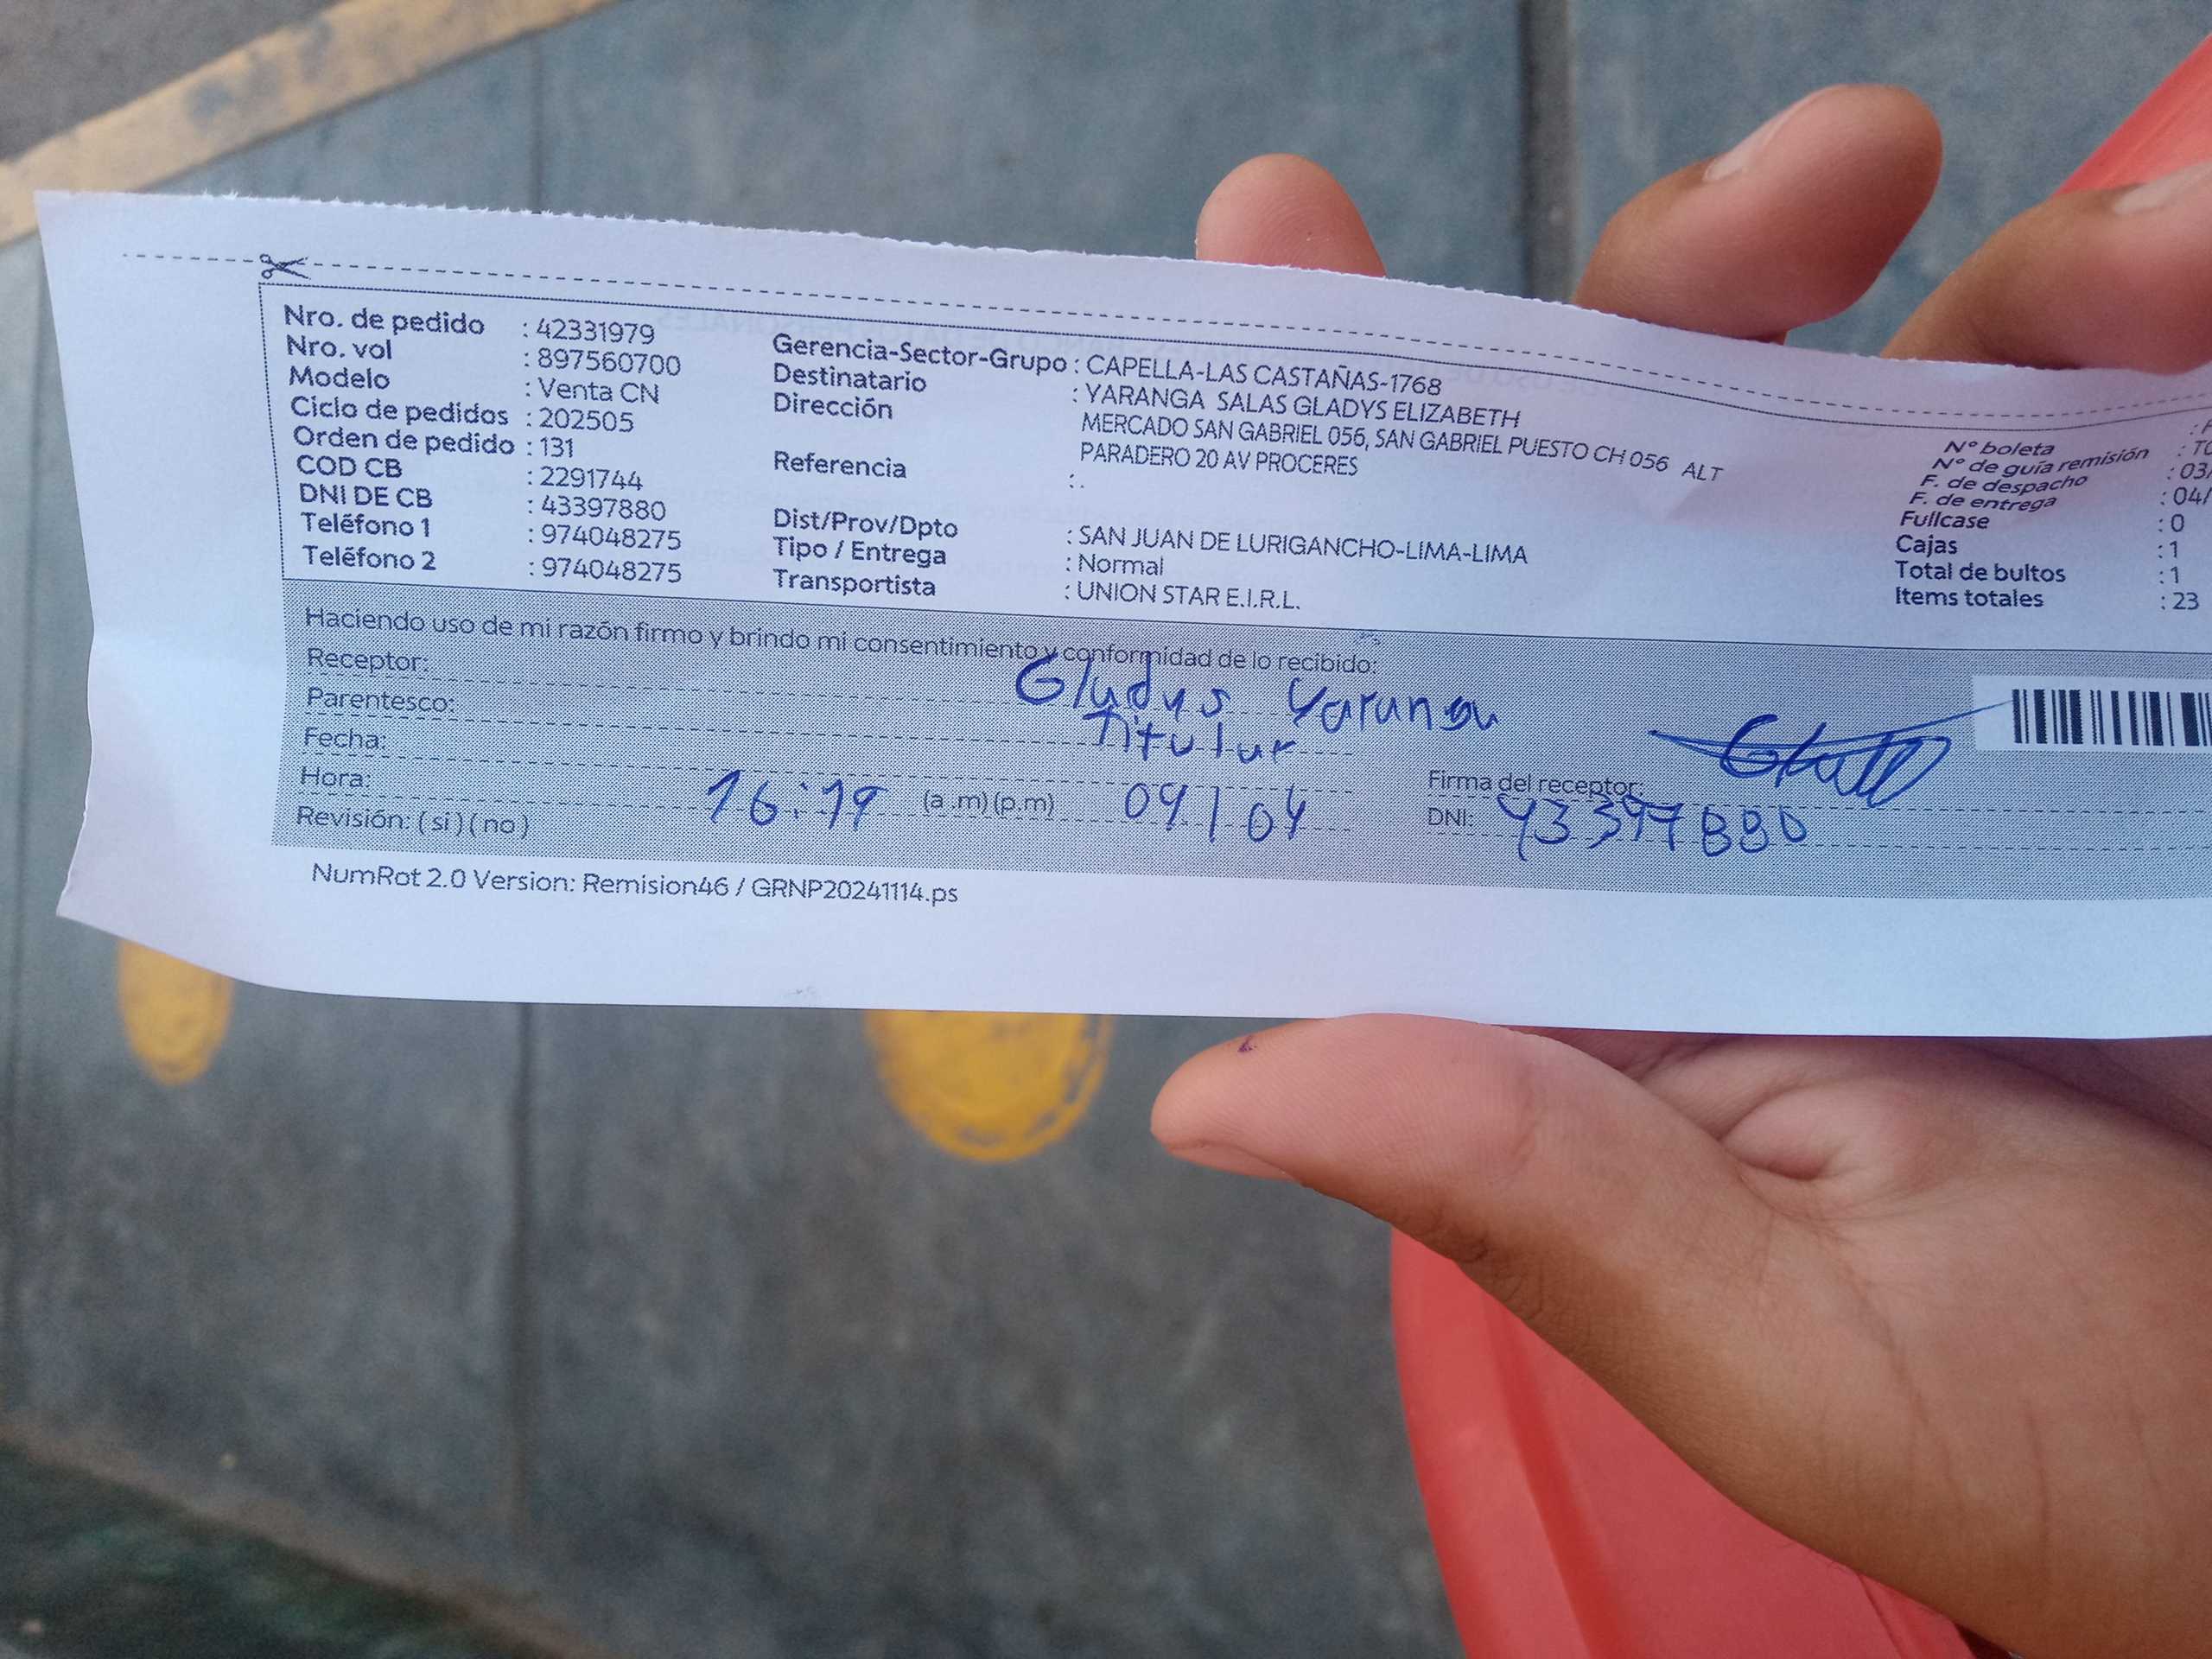 Nro. de pedido : 42331979
Nro. vol : 897560700
Modelo : Venta CN
Ciclo de pedidos : 202505
Orden de pedido : 131
COD CB : 2291744
DNI DE CB : 43397880
Teléfono 1 : 974048275
Teléfono 2 : 974048275
Gerencia-Sector-Grupo : CAPELLA-LAS CASTAÑAS-1768
Destinatario : YARANGA SALAS GLADYS ELIZABETH
Dirección MERCADO SAN GABRIEL 056, SAN GABRIEL PUESTO CH 056 ALT
PARADERO 20 AV PROCERES
Referencia : .
Dist/Prov/Dpto : SAN JUAN DE LURIGANCHO-LIMA-LIMA
Tipo / Entrega : Normal
Transportista : UNION STAR E.I.R.L.
N° boleta
N° de guía remisión
F. de despacho : 03/
F. de entrega : 04/
Fullcase : 0
Cajas : 1
Total de bultos : 1
Items totales : 23
Haciendo uso de mi razón firmo y brindo mi consentimiento y conformidad de lo recibido:
Receptor: Gladys Yaranga
Parentesco: Titular
Fecha:
Hora: 16:19 (a .m) (p.m) 04/04
Revisión: ( si ) ( no )
Firma del receptor:
DNI: 43397880
NumRot 2.0 Version: Remision46 / GRNP20241114.ps